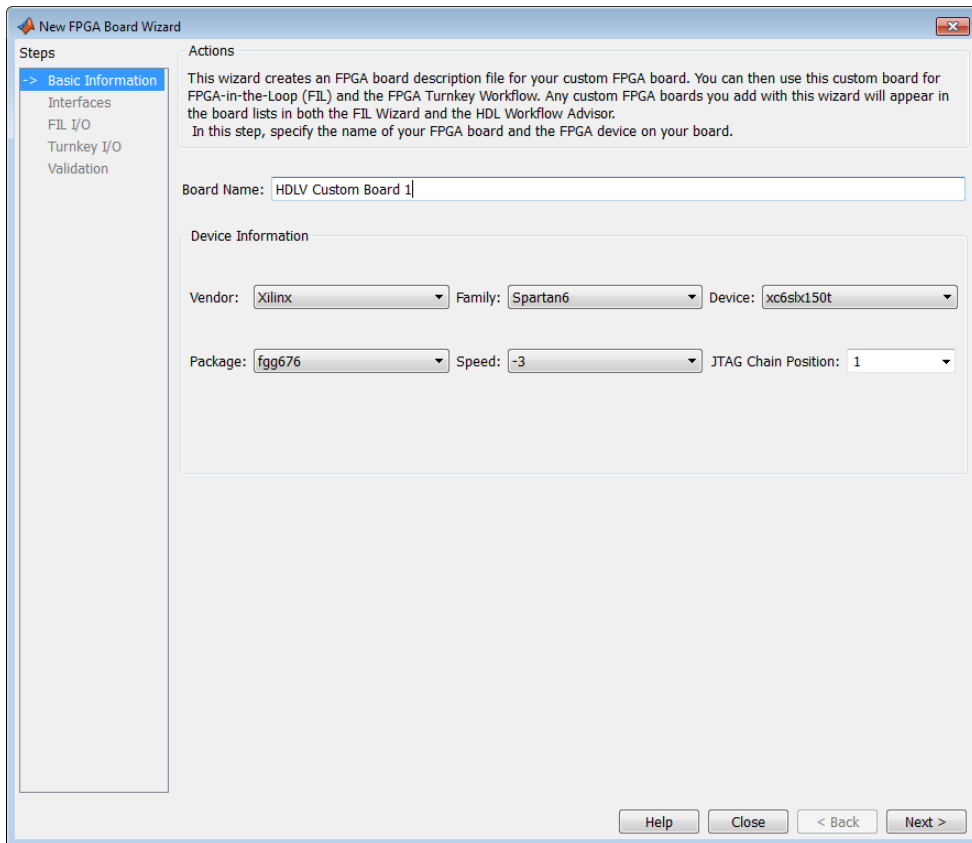 New FPGA Board Wizard
Steps
-> Basic Information
Interfaces
FIL I/O
Turnkey I/O
Validation
Actions
This wizard creates an FPGA board description file for your custom FPGA board. You can then use this custom board for
FPGA-in-the-Loop (FIL) and the FPGA Turnkey Workflow. Any custom FPGA boards you add with this wizard will appear in
the board lists in both the FIL Wizard and the HDL Workflow Advisor.
In this step, specify the name of your FPGA board and the FPGA device on your board.
Board Name: HDLV Custom Board 1
Device Information
Vendor: Xilinx Family: Spartan6 Device: xc6slx150t
Package: fgg676 Speed: -3 JTAG Chain Position: 1
Help Close < Back Next >